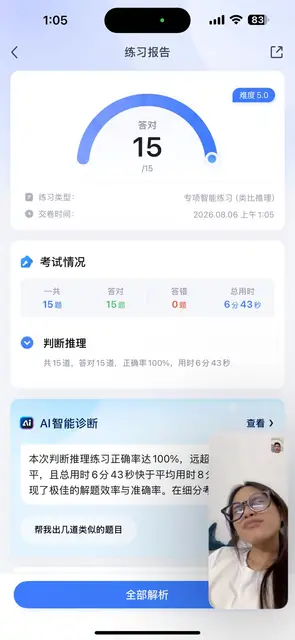 1:05
83
练习报告
难度 5.0
答对
15
/15
练习类型：
专项智能练习 (类比推理)
交卷时间：
2026.08.06 上午1:05
考试情况
一共
答对
答错
总用时
15题
15题
0题
6分43秒
判断推理
共15道，答对15道，正确率100%，用时6分43秒
Ai
AI智能诊断
查看
本次判断推理练习正确率达100%，远超
平，且总用时6分43秒快于平均用时8分
现了极佳的解题效率与准确率。在细分考
帮我出几道类似的题目
全部解析